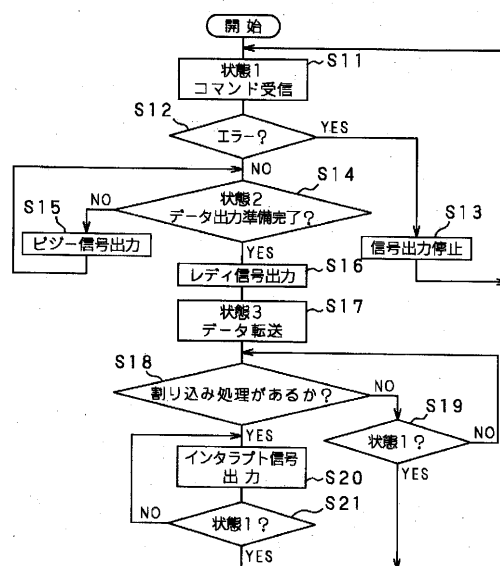 開始
状態1
コマンド受信
S11
S12
エラー?
YES
NO
S14
状態2
データ出力準備完了?
NO
S15
ビジー信号出力
S13
信号出力停止
YES
レディ信号出力
S16
状態3
データ転送
S17
S18
割り込み処理があるか?
NO
S19
状態1?
NO
YES
YES
インタラプト信号
出力
S20
S21
状態1?
NO
YES